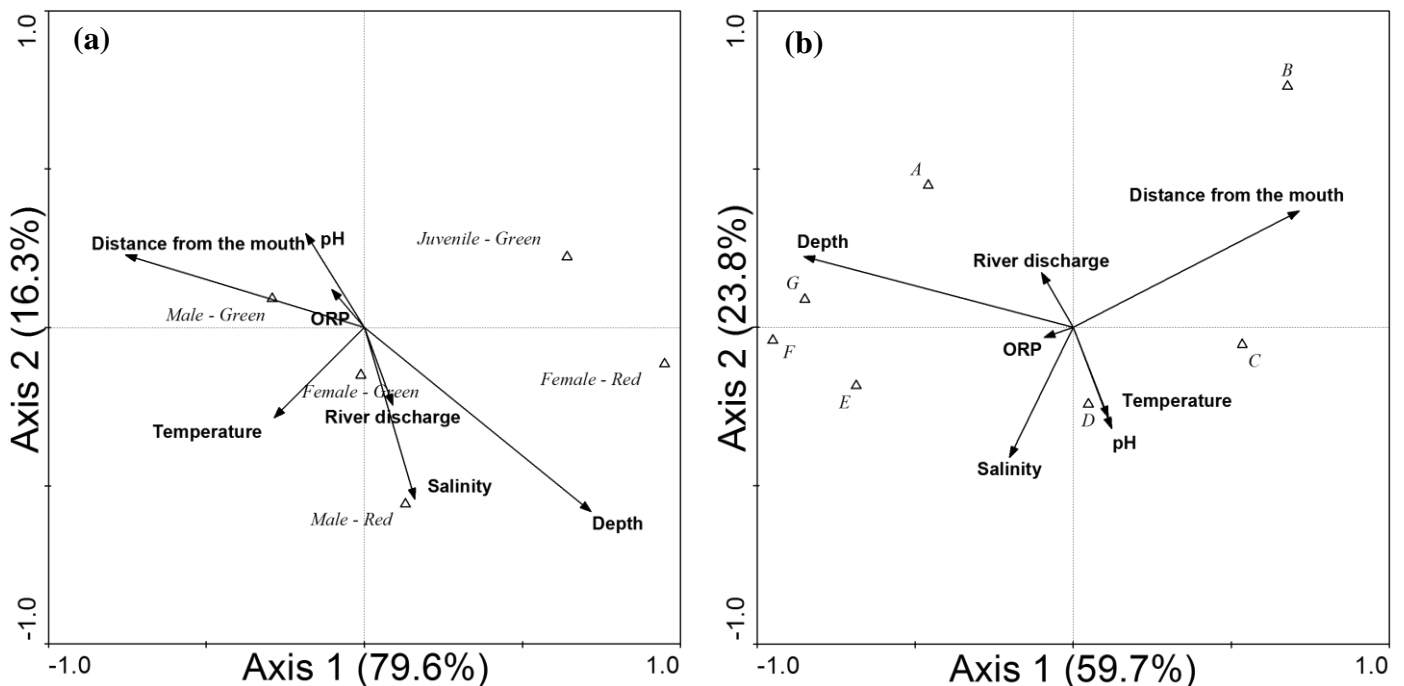 (a)
1.0
Distance from the mouth
pH
Juvenile - Green
Male - Green
ORP
Female - Red
Female - Green
River discharge
Temperature
Salinity
Male - Red
Depth
Axis 2 (16.3%)
-1.0
-1.0
Axis 1 (79.6%)
1.0
(b)
1.0
B
A
Distance from the mouth
Depth
River discharge
G
ORP
F
C
E
Temperature
D
pH
Salinity
Axis 2 (23.8%)
-1.0
-1.0
Axis 1 (59.7%)
1.0